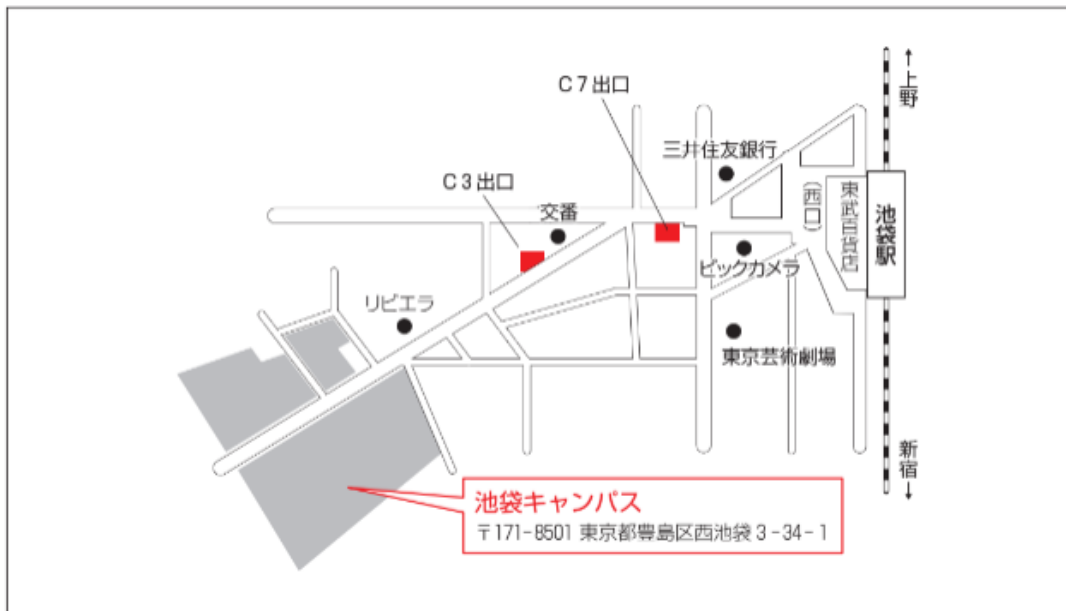 ↑上野
C7出口
三井住友銀行
C3出口
交番
(西口)
東武百貨店
池袋駅
ビックカメラ
リビエラ
東京芸術劇場
新宿↓
池袋キャンパス
〒171-8501 東京都豊島区西池袋3-34-1